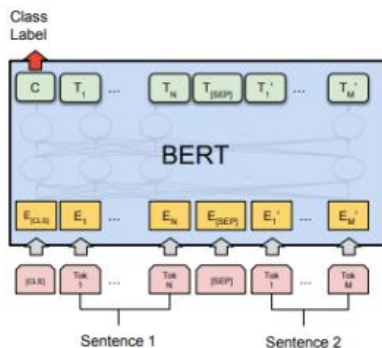 Class
Label
C T1 ... TN T[SEP] T1' ... TM'
BERT
E[CLS] E1 ... EN E[SEP] E1' ... EM'
[CLS] Tok 1 ... Tok N [SEP] Tok 1 ... Tok M
Sentence 1 Sentence 2